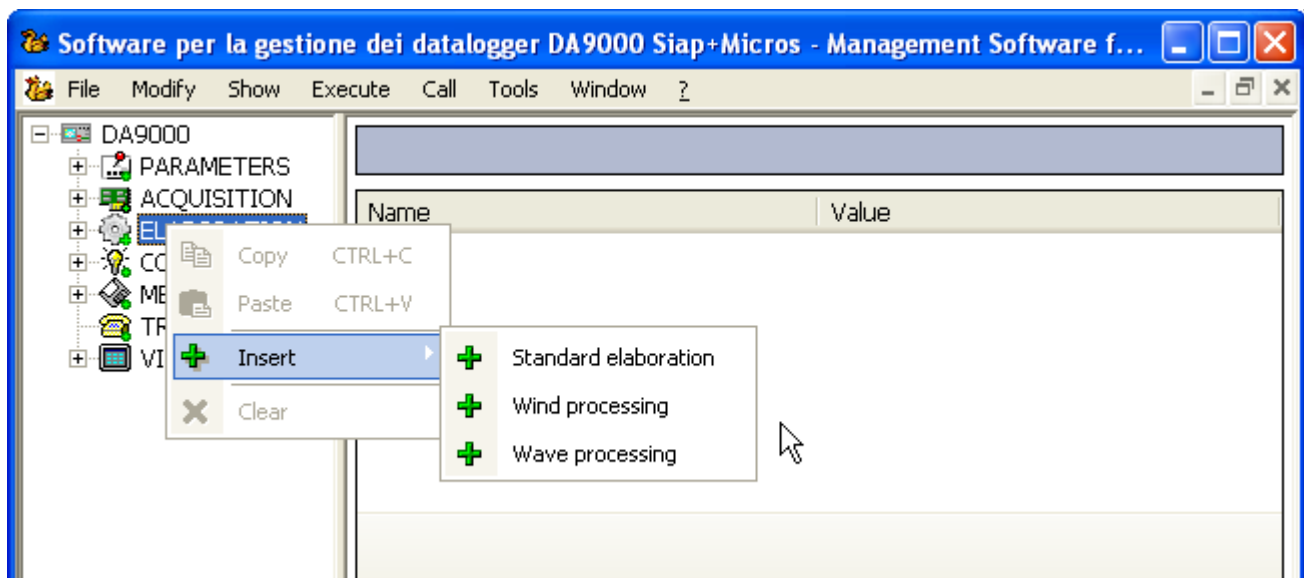 Software per la gestione dei datalogger DA9000 Siap+Micros - Management Software f...
File Modify Show Execute Call Tools Window ?
DA9000
PARAMETERS
ACQUISITION
Name Value
Copy CTRL+C
Paste CTRL+V
Insert
Clear
Standard elaboration
Wind processing
Wave processing